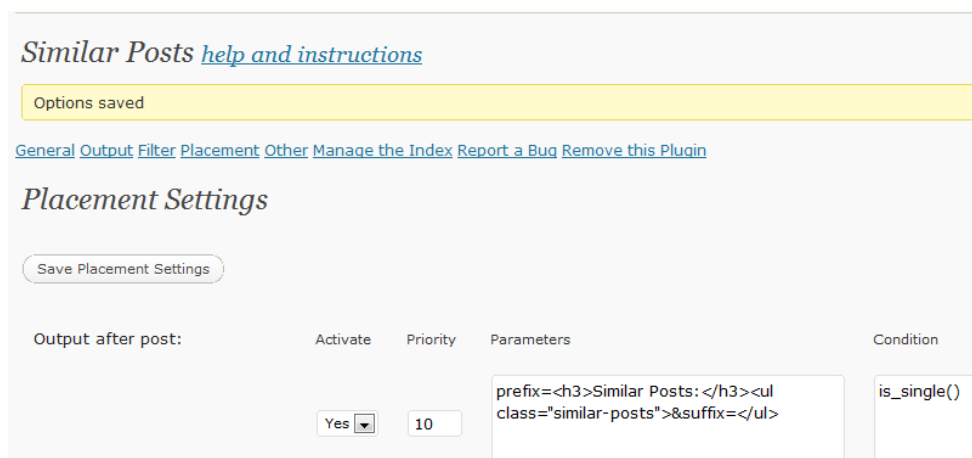 Similar Posts help and instructions
Options saved
General Output Filter Placement Other Manage the Index Report a Bug Remove this Plugin
Placement Settings
Save Placement Settings
Output after post: Activate Priority Parameters Condition
prefix=<h3>Similar Posts:</h3><ul is_single()
class="similar-posts">&suffix=</ul>
Yes 10